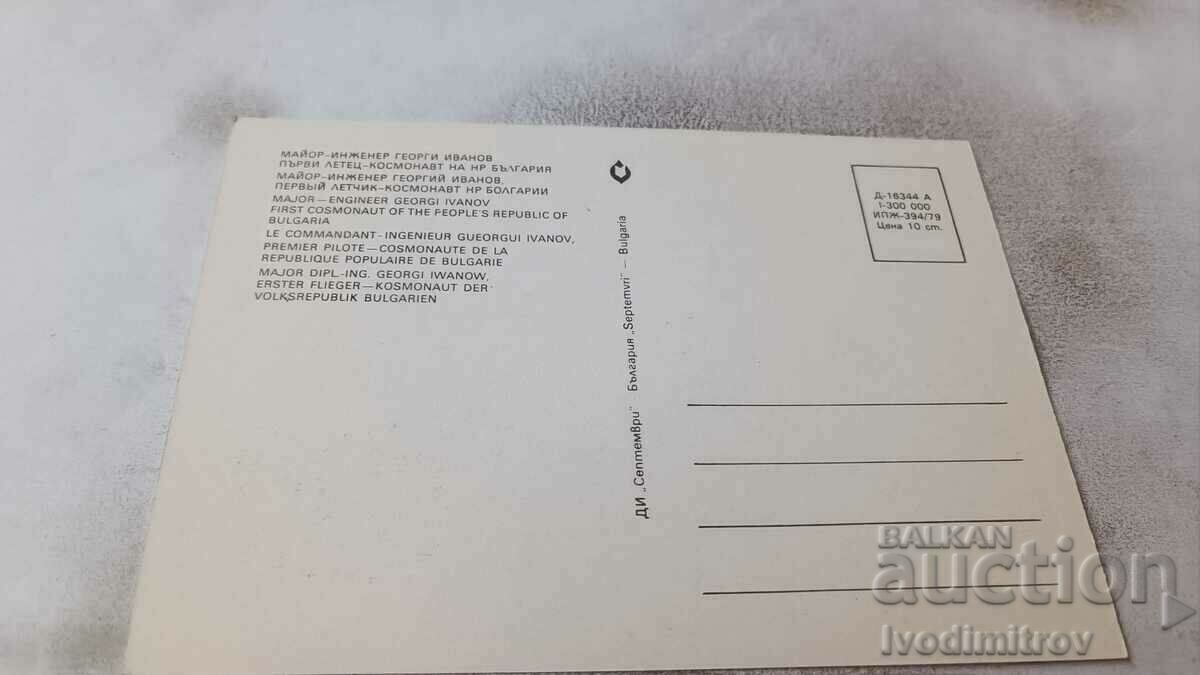 МАЙОР-ИНЖЕНЕР ГЕОРГИ ИВАНОВ
ПЪРВИ ЛЕТЕЦ-КОСМОНАВТ НА НР БЪЛГАРИЯ
МАЙОР-ИНЖЕНЕР ГЕОРГИЙ ИВАНОВ,
ПЕРВЫЙ ЛЕТЧИК-КОСМОНАВТ НР БОЛГАРИИ
MAJOR—ENGINEER GEORGI IVANOV
FIRST COSMONAUT OF THE PEOPLE'S REPUBLIC OF
BULGARIA
LE COMMANDANT-INGENIEUR GUEORGUI IVANOV,
PREMIER PILOTE—COSMONAUTE DE LA
REPUBLIQUE POPULAIRE DE BULGARIE
MAJOR DIPL.-ING. GEORGI IWANOW,
ERSTER FLIEGER—KOSMONAUT DER
VOLKSREPUBLIK BULGARIEN
ДИ „Септември" България „Septemvri" — Bulgaria
Д-16344 А
1-300 000
ИПЖ-394/79
Цена 10 ст.
BALKAN
auction
Ivodimitrov